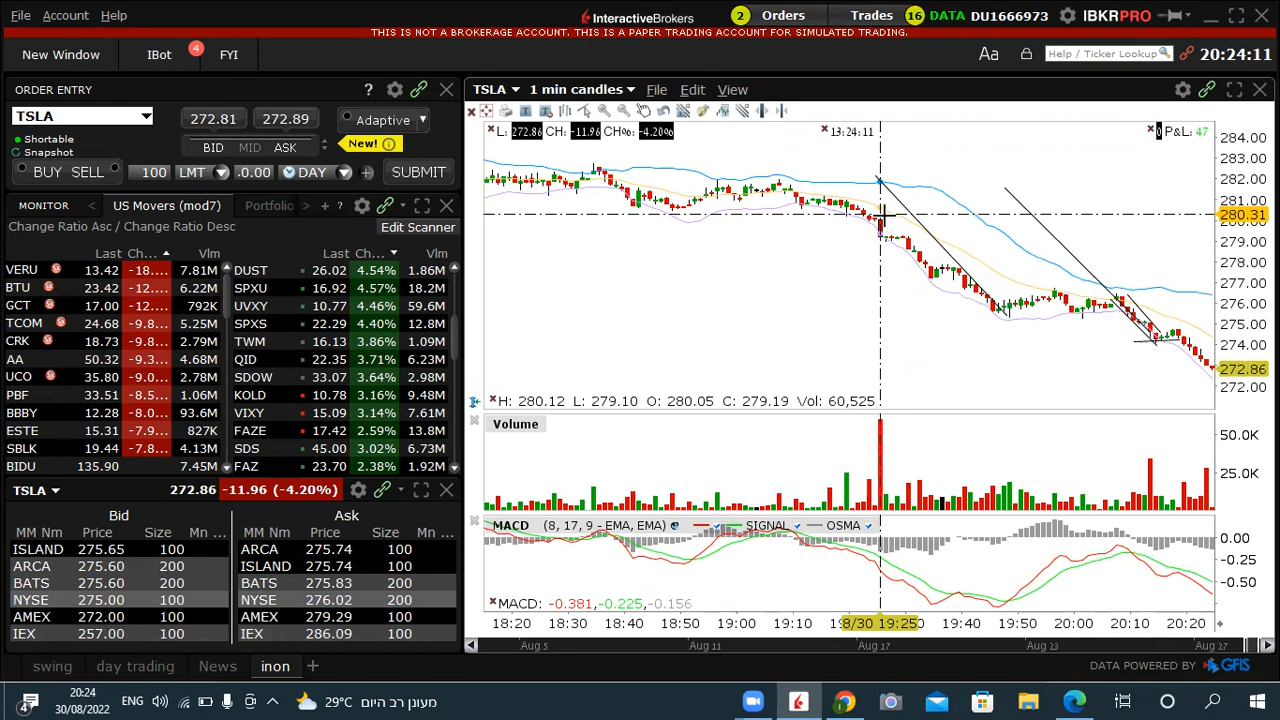 File Account Help InteractiveBrokers 2 Orders Trades 16 DATA DU1666973 IBKRPRO
THIS IS NOT A BROKERAGE ACCOUNT. THIS IS A PAPER TRADING ACCOUNT FOR SIMULATED TRADING.
New Window IBot 4 FYI Aa Help / Ticker Lookup 20:24:11
ORDER ENTRY ?
TSLA 272.81 272.89 Adaptive
BID MID ASK
Shortable
Snapshot
New!
BUY SELL 100 LMT -0.00 DAY + SUBMIT
MONITOR US Movers (mod7) Portfolio > + ?
Change Ratio Asc / Change Ratio Desc Edit Scanner
Last Ch... Vlm Last Ch... Vlm
VERU 13.42 -18.... 7.81M DUST 26.02 4.54% 1.86M
BTU 23.42 -12.... 6.22M SPXU 16.92 4.57% 18.2M
GCT 17.00 -12.... 792K UVXY 10.77 4.46% 39.6M
TCOM 24.68 -9.8... 5.25M SPXS 22.29 4.40% 12.8M
CRK 18.73 -9.4... 2.79M TWM 16.13 3.86% 1.09M
AA 50.32 -9.3... 4.68M QID 22.35 3.71% 6.23M
UCO 35.80 -9.0... 2.78M SDOW 33.07 3.64% 7.21M
PBF 33.51 -8.5... 1.06M KOLD 10.78 3.16% 9.48M
BBBY 12.28 -8.0... 93.6M VIXY 15.09 3.14% 7.61M
ESTE 15.31 -7.9... 827K FAZE 17.42 2.59% 13.8M
SBLK 19.44 -7.8... 4.13M SDS 45.00 3.02% 6.73M
BIDU 135.90 7.45M FAZ 23.70 2.38% 1.92M
TSLA 272.86 -11.96 (-4.20%)
Bid Ask
MM Nm Price Size Mn ... MM Nm Price Size Mn ...
ISLAND 275.65 100 ARCA 275.74 100
ARCA 275.60 200 ISLAND 275.74 100
BATS 275.60 200 BATS 275.83 200
NYSE 275.00 100 NYSE 276.02 200
AMEX 272.00 100 AMEX 279.29 100
IEX 257.00 100 IEX 286.09 100
swing day trading News inon +
TSLA 1 min candles File Edit View
L: 272.86 CH: -11.96 CH%: -4.20% 13:24:11 P&L: 47
284.00
283.00
282.00
281.00
280.31
279.00
278.00
277.00
276.00
275.00
274.00
272.86
272.00
H: 280.12 L: 279.10 O: 280.05 C: 279.19 Vol: 60,525
Volume
50.0K
25.0K
MACD (8, 17, 9 - EMA, EMA) SIGNAL OSMA
0.00
-0.25
-0.50
MACD: -0.381,-0.225,-0.156
18:20 18:30 18:40 18:50 19:00 19:10 8/30 19:25 19:40 19:50 20:00 20:10 20:20
Aug 5 Aug 11 Aug 17 Aug 23 Aug 27
DATA POWERED BY GFIS
20:24
30/08/2022
ENG 29°C מעונן רב היום